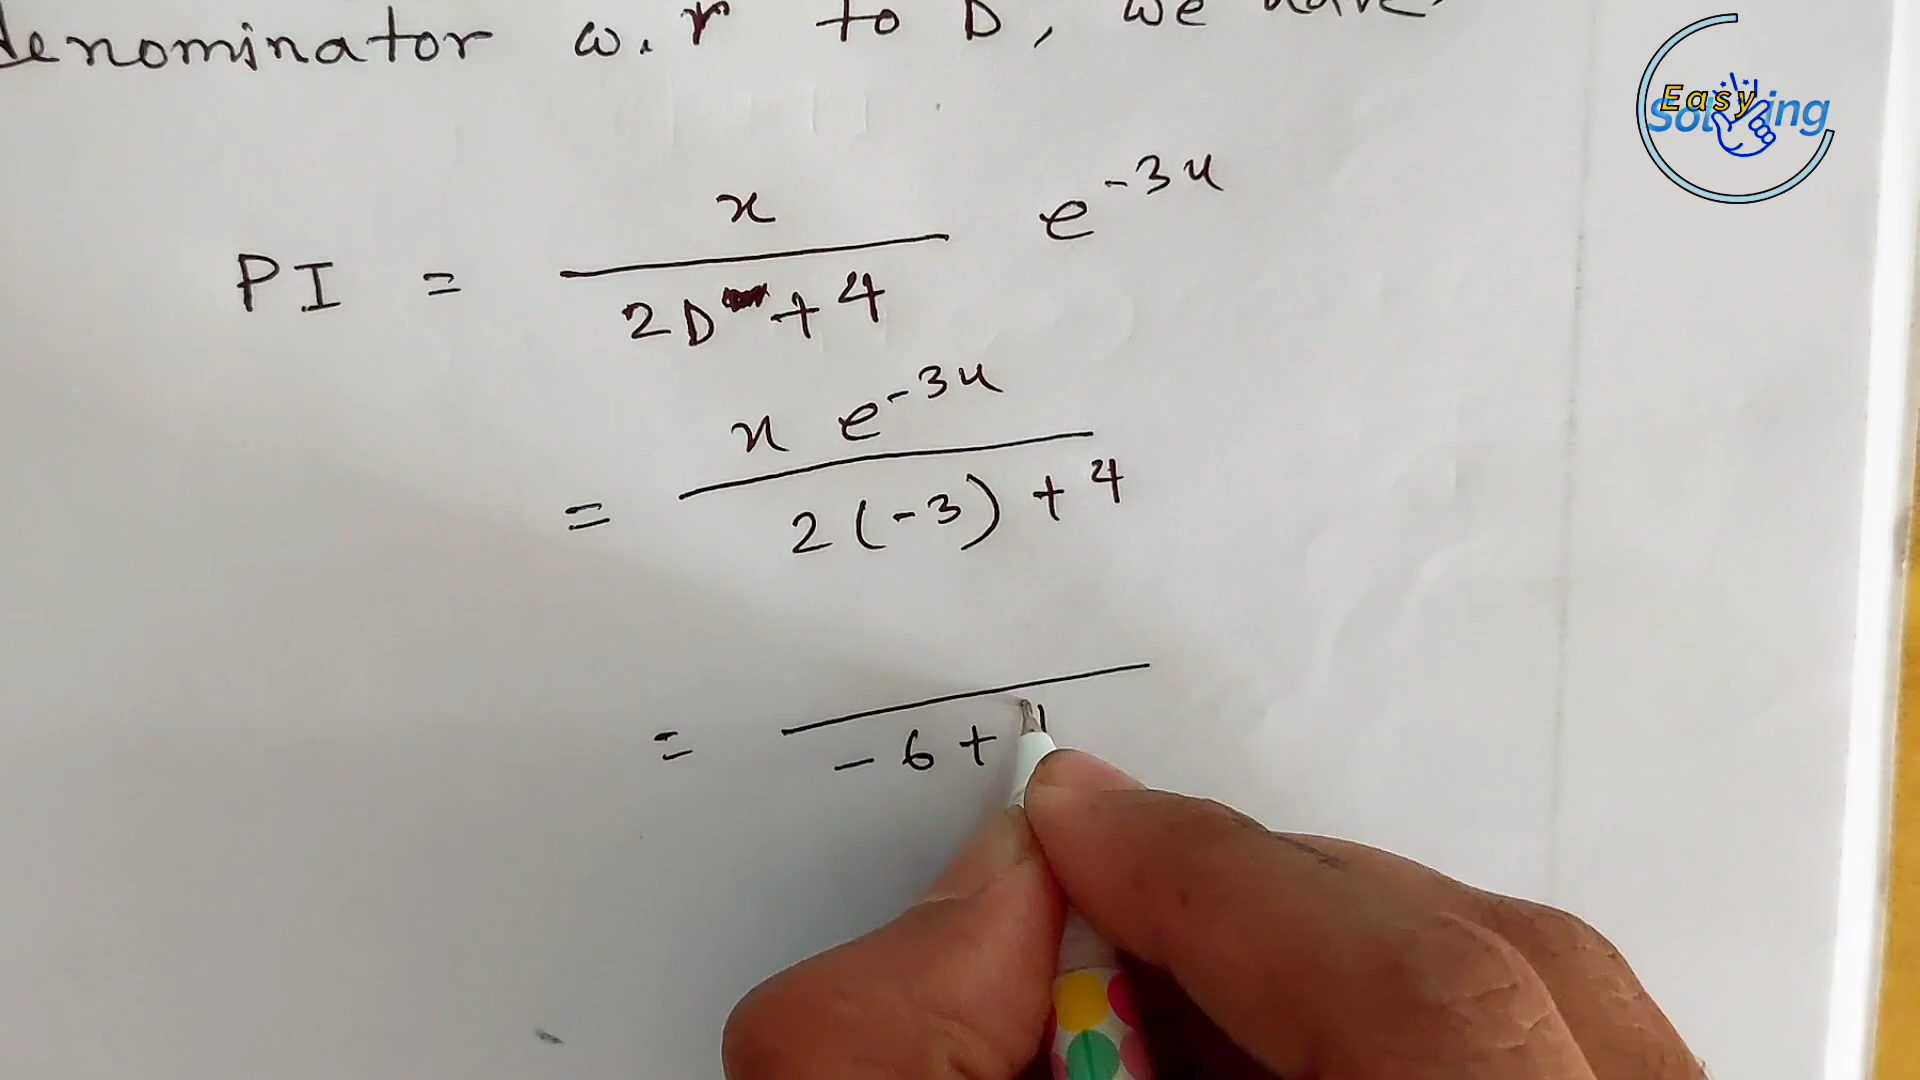 denominator w.r to D, we have
Easy
Solving
PI = x / 2D + 4 e^-3x
= x e^-3x / 2(-3) + 4
= / - 6 +